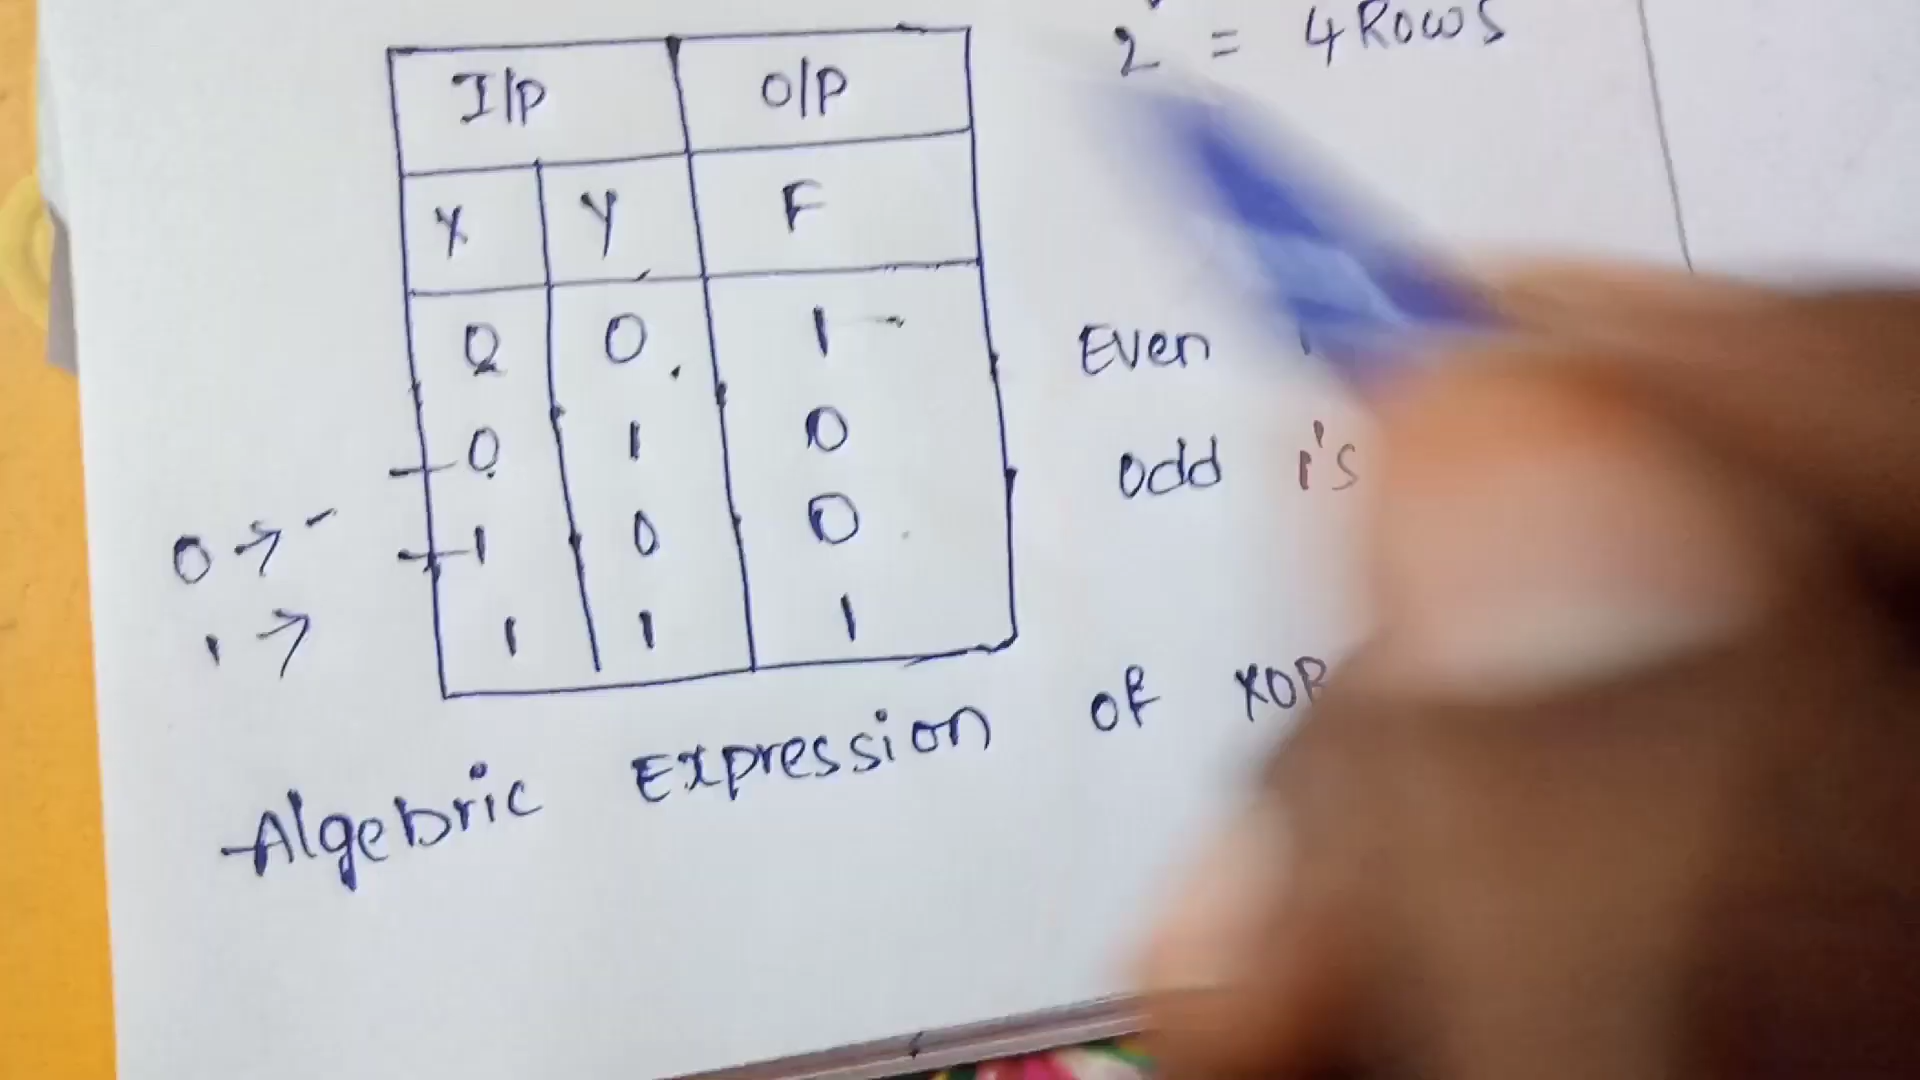 2 = 4 Rows
I/P O/P
X Y F
0 0 1
0 1 0
1 0 0
1 1 1
Even
odd 1's
0 → -
1 →
Algebric Expression of XOR